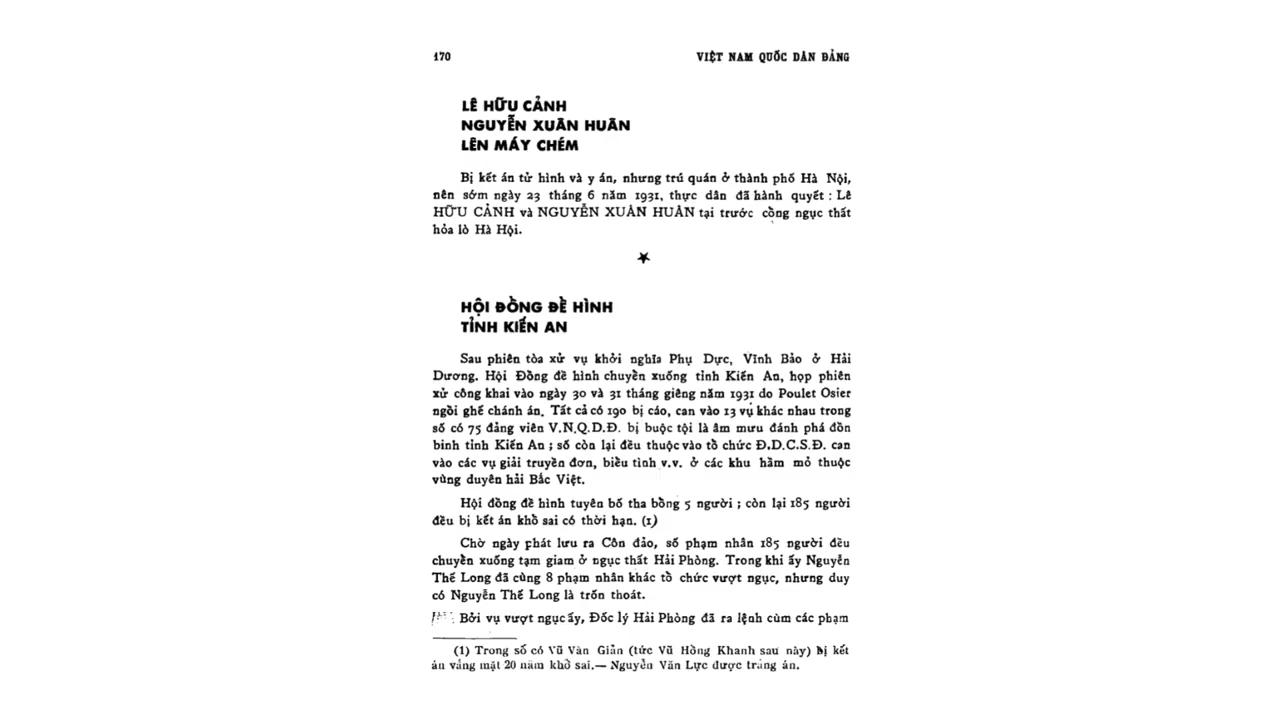 170
VIỆT NAM QUỐC DÂN ĐẢNG
LÊ HỮU CẢNH
NGUYỄN XUÂN HUÂN
LÊN MÁY CHÉM
Bị kết án tử hình và y án, nhưng trú quán ở thành phố Hà Nội,
nên sớm ngày 23 tháng 6 năm 1931, thực dân đã hành quyết : Lê
HỮU CẢNH và NGUYỄN XUÂN HUÂN tại trước cổng ngục thất
hỏa lò Hà Hội.
★
HỘI ĐỒNG ĐỀ HÌNH
TỈNH KIẾN AN
Sau phiên tòa xử vụ khởi nghĩa Phụ Dực, Vĩnh Bảo ở Hải
Dương. Hội Đồng đề hình chuyển xuống tỉnh Kiến An, họp phiên
xử công khai vào ngày 30 và 31 tháng giêng năm 1931 do Poulet Osier
ngồi ghế chánh án. Tất cả có 190 bị cáo, can vào 13 vụ khác nhau trong
số có 75 đảng viên V.N.Q.D.Đ. bị buộc tội là âm mưu đánh phá đồn
binh tỉnh Kiến An ; số còn lại đều thuộc vào tổ chức Đ.D.C.S.Đ. can
vào các vụ giải truyền đơn, biểu tình v.v. ở các khu hầm mỏ thuộc
vùng duyên hải Bắc Việt.
Hội đồng đề hình tuyên bố tha bổng 5 người ; còn lại 185 người
đều bị kết án khổ sai có thời hạn. (1)
Chờ ngày phát lưu ra Côn đảo, số phạm nhân 185 người đều
chuyển xuống tạm giam ở ngục thất Hải Phòng. Trong khi ấy Nguyễn
Thế Long đã cùng 8 phạm nhân khác tổ chức vượt ngục, nhưng duy
có Nguyễn Thế Long là trốn thoát.
Bởi vụ vượt ngục ấy, Đốc lý Hải Phòng đã ra lệnh cùm các phạm
(1) Trong số có Vũ Văn Giản (tức Vũ Hồng Khanh sau này) bị kết
án vắng mặt 20 năm khổ sai.— Nguyễn Văn Lực được trắng án.